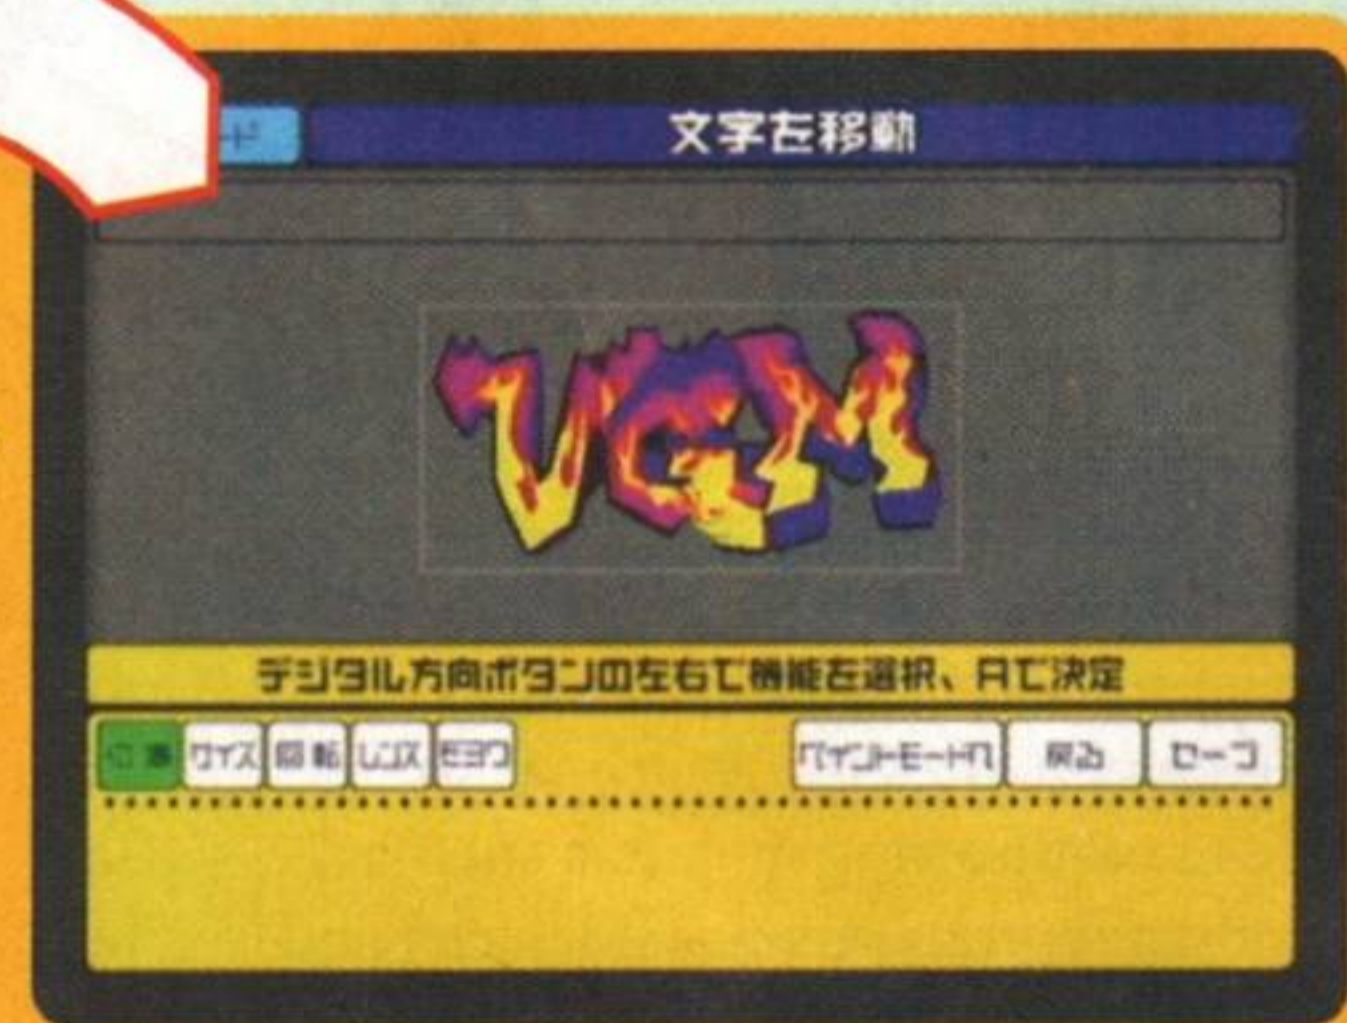 ード
文字を移動
VGM
デジタル方向ボタンの左右で機能を選択、Aで決定
位置 サイズ 回転 レンズ モヨウ ペイントモードへ 戻る セーブ